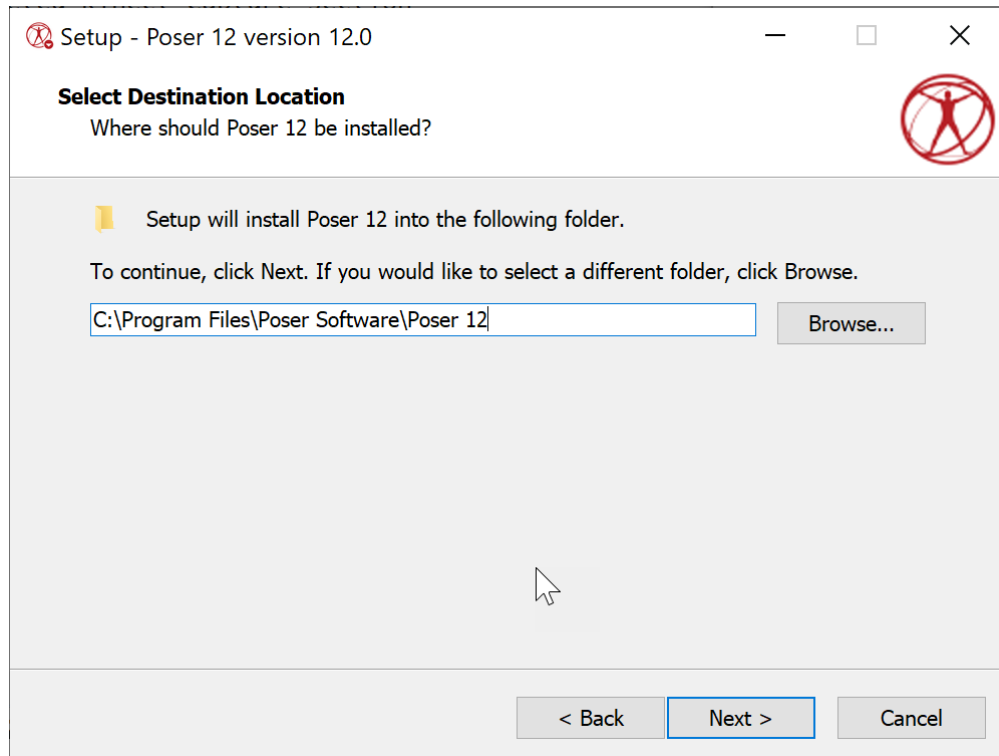 Setup - Poser 12 version 12.0
Select Destination Location
Where should Poser 12 be installed?
Setup will install Poser 12 into the following folder.
To continue, click Next. If you would like to select a different folder, click Browse.
C:\Program Files\Poser Software\Poser 12
Browse...
< Back
Next >
Cancel